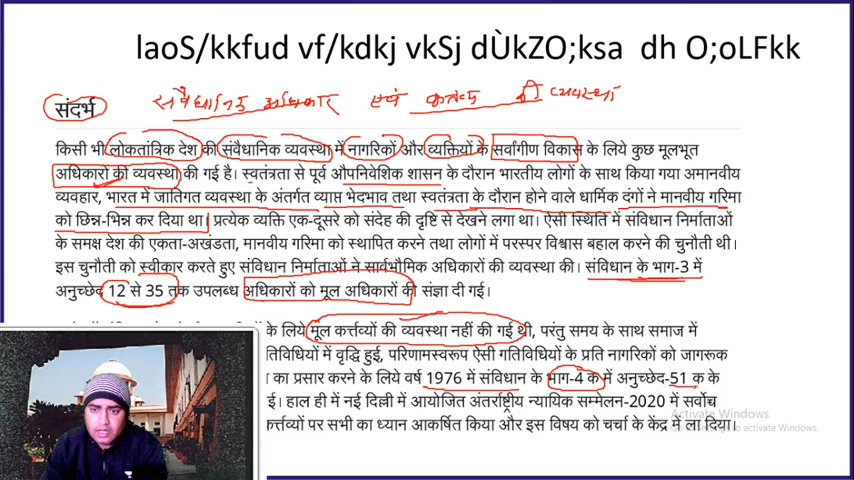 laoS/kkfud vf/kdkj vkSj dÙkZO;ksa dh O;oLFkk
संवैधानिक अधिकार एवं कर्तव्य की व्यवस्था
संदर्भ
किसी भी लोकतांत्रिक देश की संवैधानिक व्यवस्था में नागरिकों और व्यक्तियों के सर्वांगीण विकास के लिये कुछ मूलभूत
अधिकारों की व्यवस्था की गई है। स्वतंत्रता से पूर्व औपनिवेशिक शासन के दौरान भारतीय लोगों के साथ किया गया अमानवीय
व्यवहार, भारत में जातिगत व्यवस्था के अंतर्गत व्याप्त भेदभाव तथा स्वतंत्रता के दौरान होने वाले धार्मिक दंगों ने मानवीय गरिमा
को छिन्न-भिन्न कर दिया था। प्रत्येक व्यक्ति एक-दूसरे को संदेह की दृष्टि से देखने लगा था। ऐसी स्थिति में संविधान निर्माताओं
के समक्ष देश की एकता-अखंडता, मानवीय गरिमा को स्थापित करने तथा लोगों में परस्पर विश्वास बहाल करने की चुनौती थी।
इस चुनौती को स्वीकार करते हुए संविधान निर्माताओं ने सार्वभौमिक अधिकारों की व्यवस्था की। संविधान के भाग-3 में
अनुच्छेद 12 से 35 तक उपलब्ध अधिकारों को मूल अधिकारों की संज्ञा दी गई।
के लिये मूल कर्त्तव्यों की व्यवस्था नहीं की गई थी, परंतु समय के साथ समाज में
तिविधियों में वृद्धि हुई, परिणामस्वरूप ऐसी गतिविधियों के प्रति नागरिकों को जागरूक
का प्रसार करने के लिये वर्ष 1976 में संविधान के भाग-4 क में अनुच्छेद-51 क के
ई। हाल ही में नई दिल्ली में आयोजित अंतर्राष्ट्रीय न्यायिक सम्मेलन-2020 में सर्वोच्च
र्त्तव्यों पर सभी का ध्यान आकर्षित किया और इस विषय को चर्चा के केंद्र में ला दिया।
Activate Windows
to activate Windows.